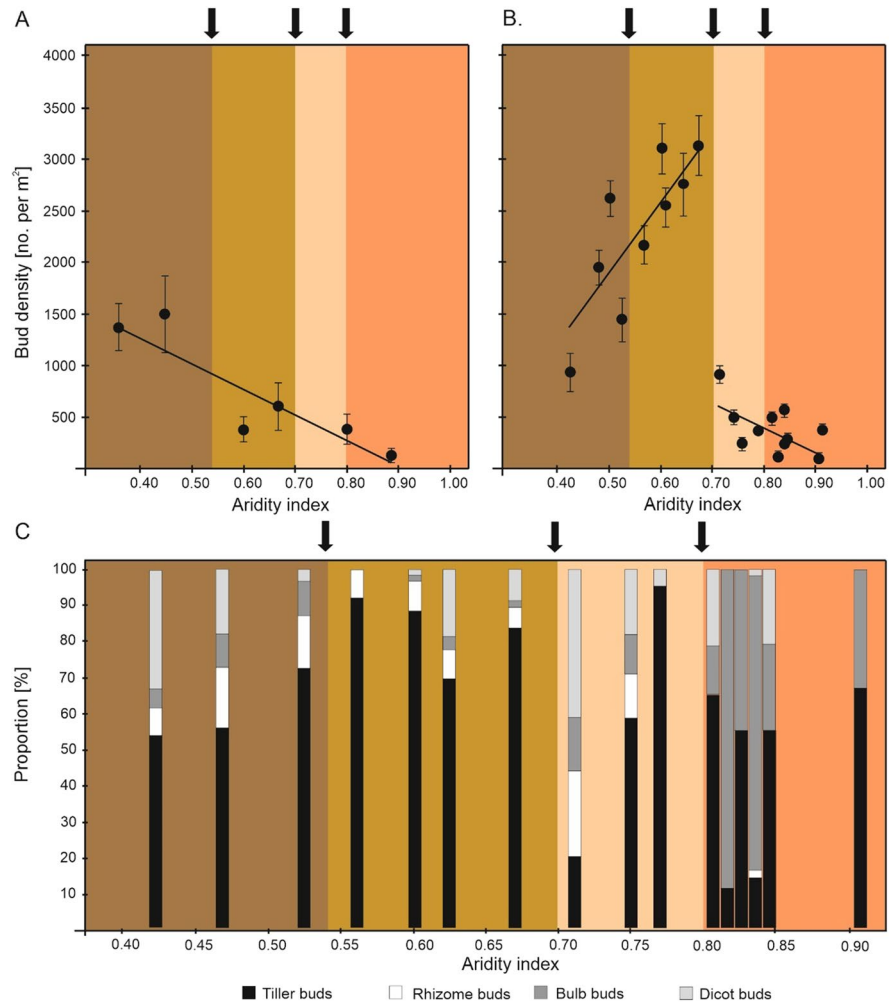 A
B.
4000
3500
3000
2500
2000
1500
1000
500
Bud density [no. per m²]
0.40 0.50 0.60 0.70 0.80 0.90 1.00
Aridity index
0.40 0.50 0.60 0.70 0.80 0.90 1.00
Aridity index
C
100
90
80
70
60
50
40
30
20
10
Proportion [%]
0.40 0.45 0.50 0.55 0.60 0.65 0.70 0.75 0.80 0.85 0.90
Aridity index
Tiller buds Rhizome buds Bulb buds Dicot buds